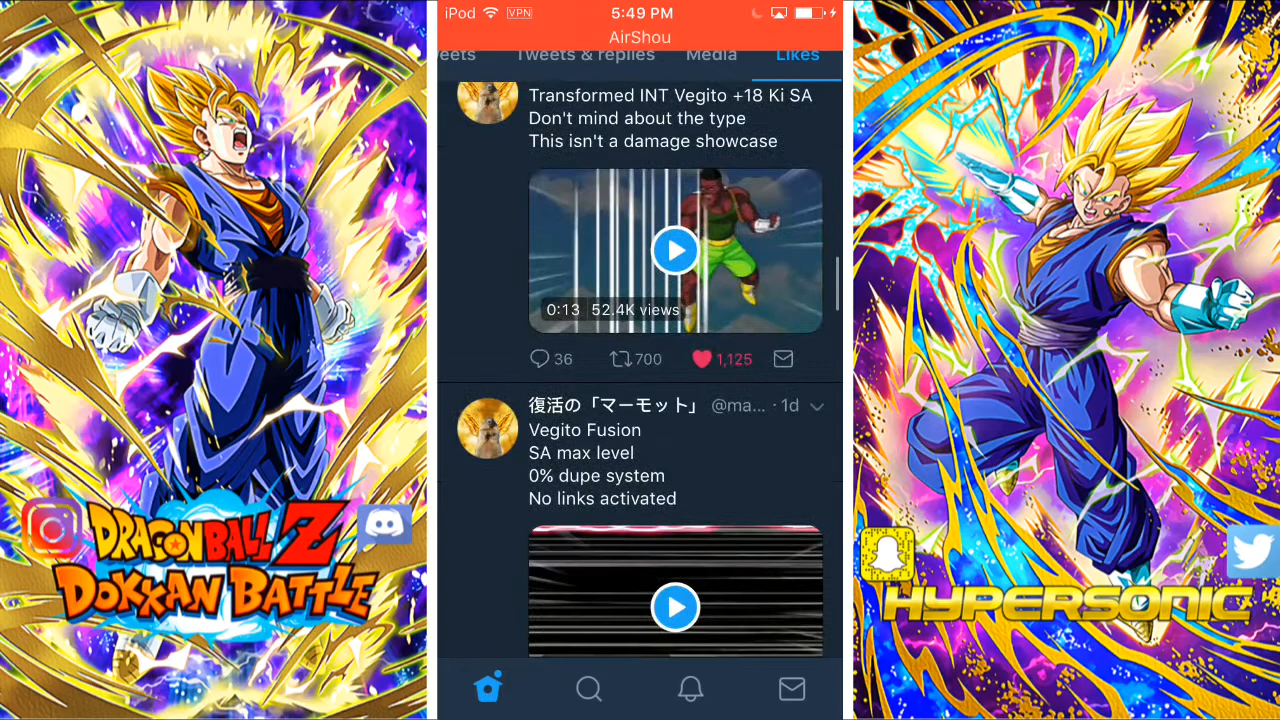 iPod VPN 5:49 PM
AirShou
eets Tweets & replies Media Likes
Transformed INT Vegito +18 Ki SA
Don't mind about the type
This isn't a damage showcase
0:13 52.4K views
36 700 1,125
復活の「マーモット」 @ma... · 1d
Vegito Fusion
SA max level
0% dupe system
No links activated
DRAGON BALL Z
DOKKAN BATTLE
HYPERSONIC